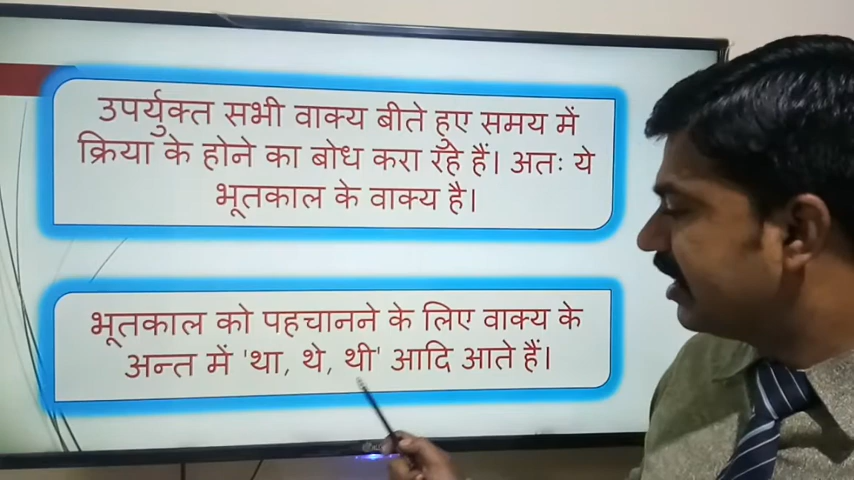 उपर्युक्त सभी वाक्य बीते हुए समय में
क्रिया के होने का बोध करा रहे हैं। अतः ये
भूतकाल के वाक्य है।
भूतकाल को पहचानने के लिए वाक्य के
अन्त में 'था, थे, थी' आदि आते हैं।